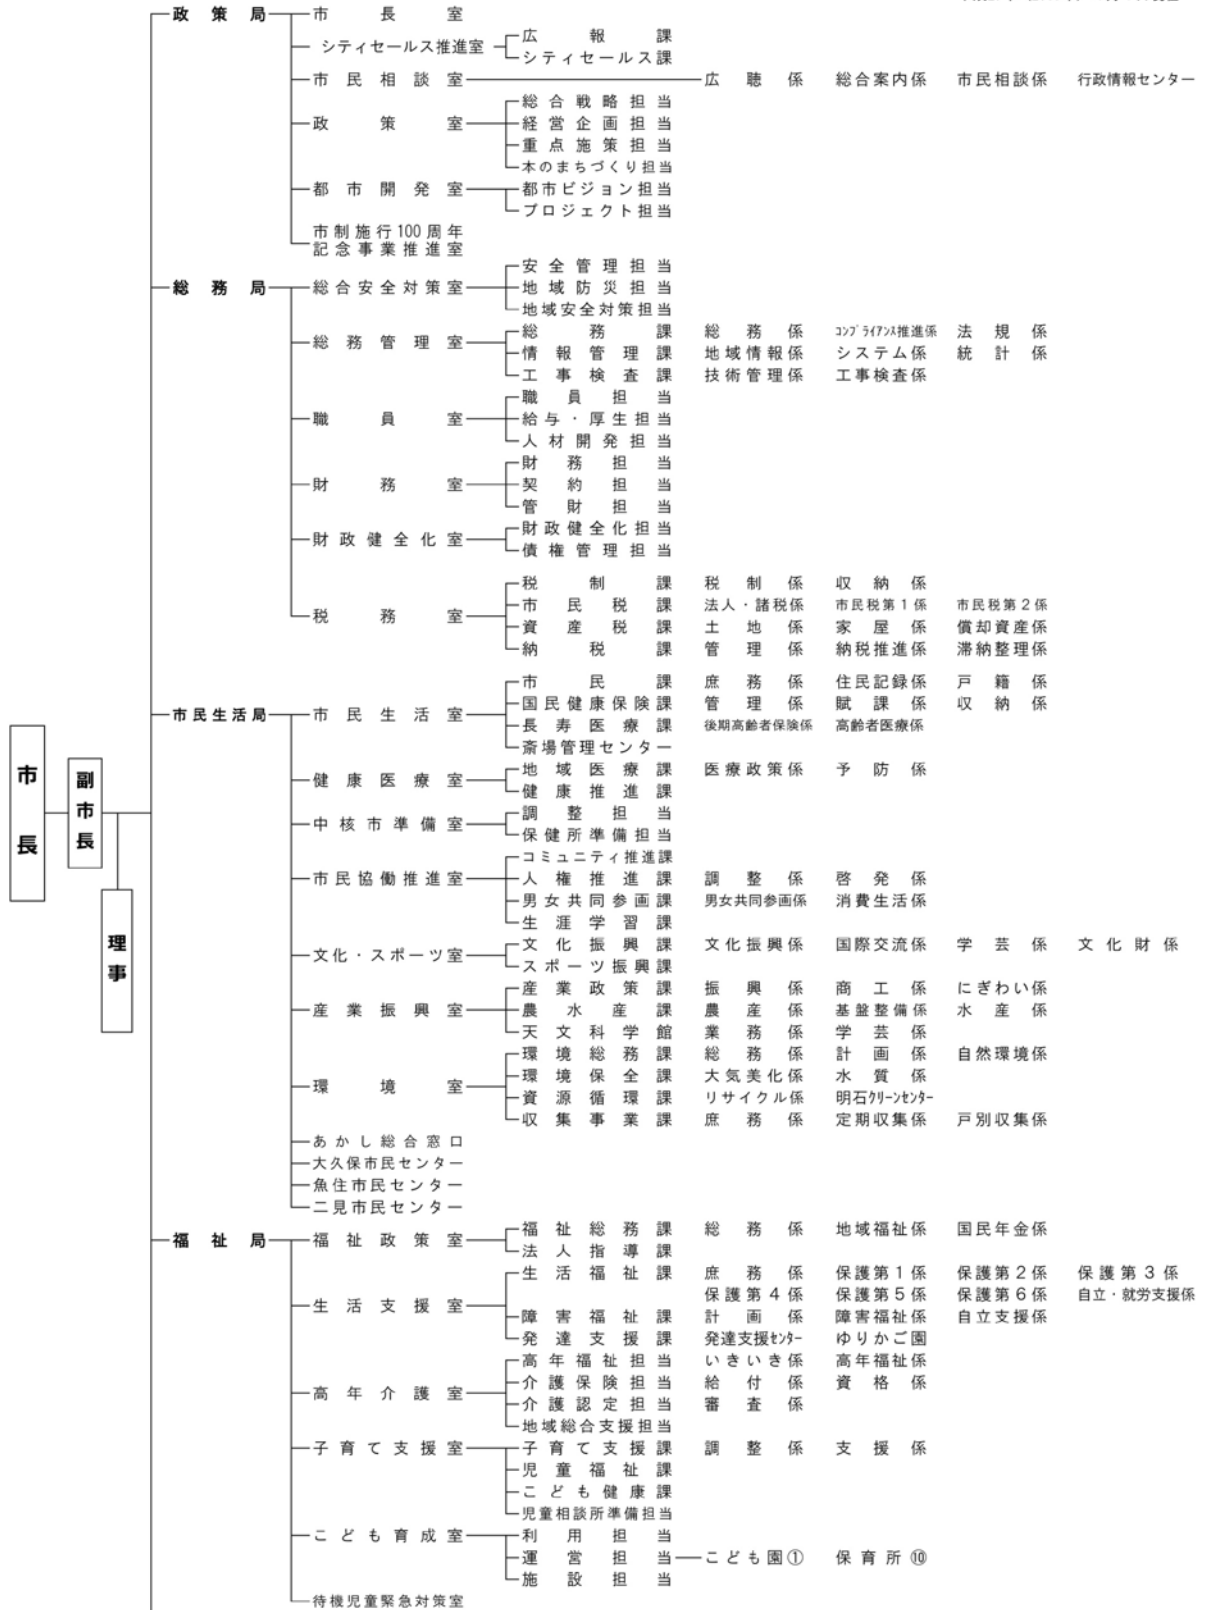 政策局 市長室
シティセールス推進室 広報課
シティセールス課
市民相談室 広聴係 総合案内係 市民相談係 行政情報センター
政策室 総合戦略担当
経営企画担当
重点施策担当
本のまちづくり担当
都市開発室 都市ビジョン担当
プロジェクト担当
市制施行100周年
記念事業推進室
総務局 総合安全対策室 安全管理担当
地域防災担当
地域安全対策担当
総務管理室 総務課 総務係 コンプライアンス推進係 法規係
情報管理課 地域情報係 システム係 統計係
工事検査課 技術管理係 工事検査係
職員室 職員担当
給与・厚生担当
人材開発担当
財務室 財務担当
契約担当
管財担当
財政健全化室 財政健全化担当
債権管理担当
税務室 税制課 税制係 収納係
市民税課 法人・諸税係 市民税第1係 市民税第2係
資産税課 土地係 家屋係 償却資産係
納税課 管理係 納税推進係 滞納整理係
市民生活局 市民生活室 市民課 庶務係 住民記録係 戸籍係
国民健康保険課 管理係 賦課係 収納係
長寿医療課 後期高齢者保険係 高齢者医療係
斎場管理センター
健康医療室 地域医療課 医療政策係 予防係
健康推進課
中核市準備室 調整担当
保健所準備担当
市民協働推進室 コミュニティ推進課
人権推進課 調整係 啓発係
男女共同参画課 男女共同参画係 消費生活係
生涯学習課
文化・スポーツ室 文化振興課 文化振興係 国際交流係 学芸係 文化財係
スポーツ振興課
産業振興室 産業政策課 振興係 商工係 にぎわい係
農水産課 農産係 基盤整備係 水産係
天文科学館 業務係 学芸係
環境室 環境総務課 総務係 計画係 自然環境係
環境保全課 大気美化係 水質係
資源循環課 リサイクル係 明石クリーンセンター
収集事業課 庶務係 定期収集係 戸別収集係
あかし総合窓口
大久保市民センター
魚住市民センター
二見市民センター
市長
副市長
理事
福祉局 福祉政策室 福祉総務課 総務係 地域福祉係 国民年金係
法人指導課
生活支援室 生活福祉課 庶務係 保護第1係 保護第2係 保護第3係
保護第4係 保護第5係 保護第6係 自立・就労支援係
障害福祉課 計画係 障害福祉係 自立支援係
発達支援課 発達支援センター ゆりかご園
高年介護室 高年福祉担当 いきいき係 高年福祉係
介護保険担当 給付係 資格係
介護認定担当 審査係
地域総合支援担当
子育て支援室 子育て支援課 調整係 支援係
児童福祉課
こども健康課
児童相談所準備担当
こども育成室 利用担当
運営担当 こども園① 保育所⑩
施設担当
待機児童緊急対策室